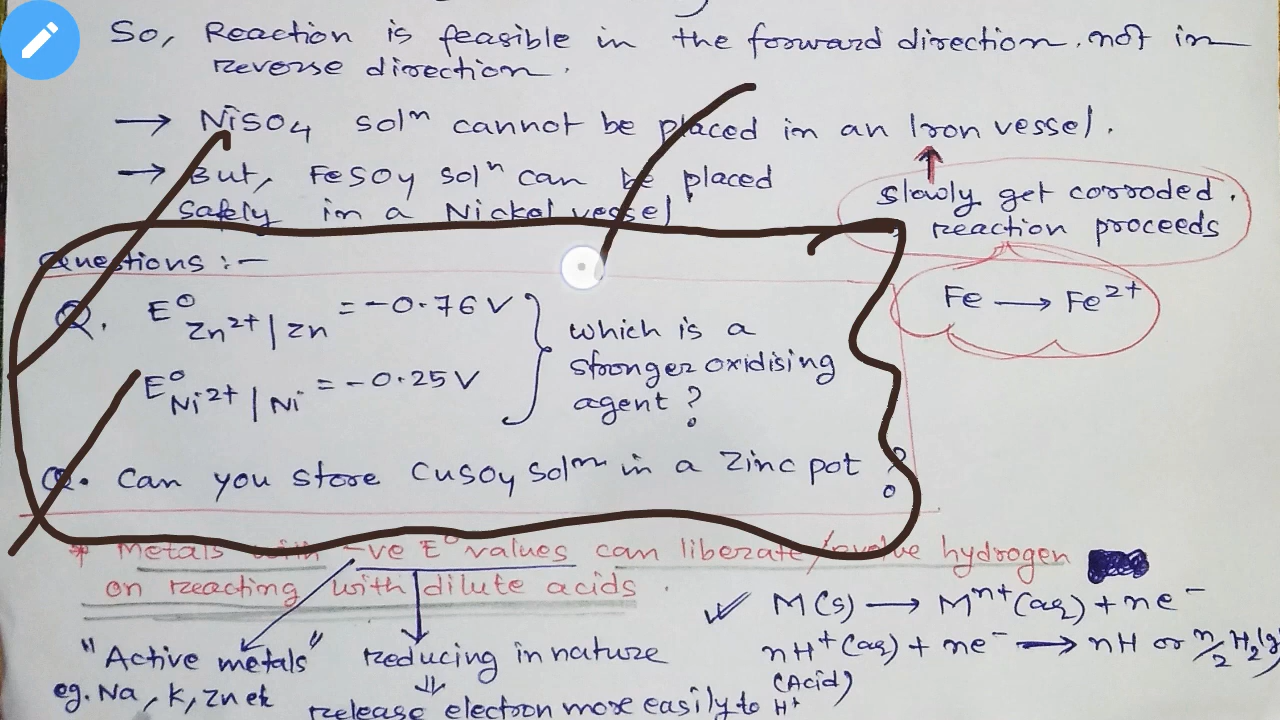 So, Reaction is feasible in the forward direction, not in
reverse direction.
→ NiSO4 solⁿ cannot be placed in an Iron vessel.
→ But, FeSO4 solⁿ can be placed
safely in a Nickel vessel
slowly get corroded.
reaction proceeds
Fe → Fe²⁺
Questions :-
Q. E⁰ Zn²⁺|Zn = -0.76 V
E⁰ Ni²⁺|Ni = -0.25 V
which is a
stronger oxidising
agent ?
Q. Can you store CuSO4 solⁿ in a Zinc pot ?
* Metals with -ve E⁰ values can liberate/evolve hydrogen
on reacting with dilute acids.
"Active metals"
eg. Na, K, Zn etc
reducing in nature
⇓
release electron more easily to H⁺
✓ M(s) → Mⁿ⁺(aq) + ne⁻
nH⁺(aq) + ne⁻ → nH or n/2 H₂(g)
(Acid)